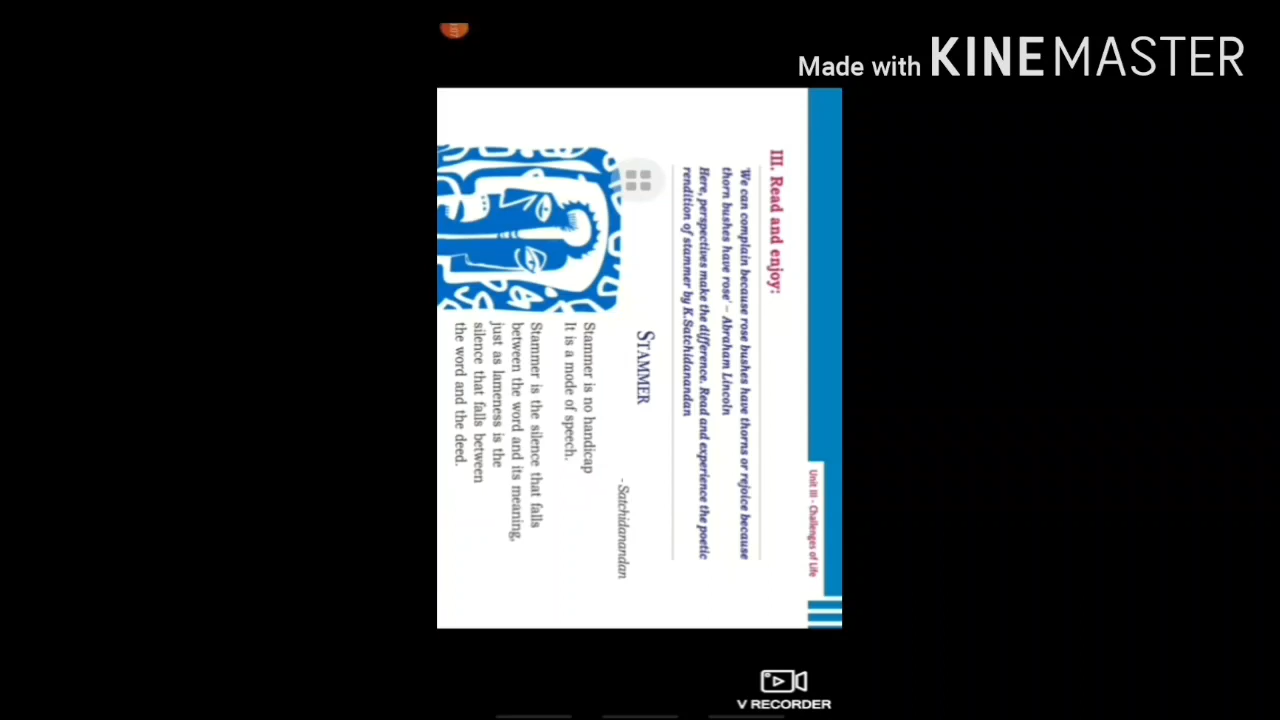 Made with KINEMASTER
Unit III - Challenges of Life
III. Read and enjoy:
'We can complain because rose bushes have thorns or rejoice because
thorn bushes have rose' – Abraham Lincoln
Here, perspectives make the difference. Read and experience the poetic
rendition of stammer by K.Satchidanandan
STAMMER
- Satchidanandan
Stammer is no handicap
It is a mode of speech.
Stammer is the silence that falls
between the word and its meaning,
just as lameness is the
silence that falls between
the word and the deed.
V RECORDER